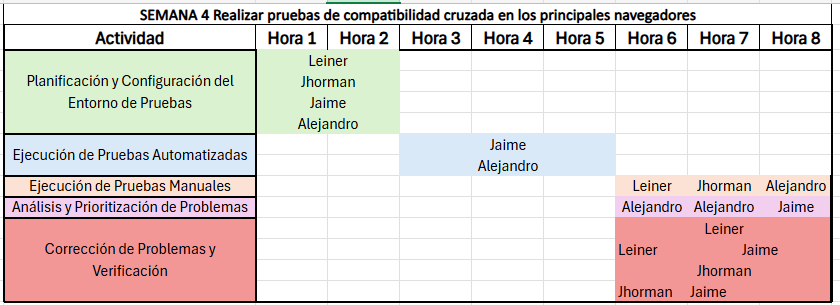 SEMANA 4 Realizar pruebas de compatibilidad cruzada en los principales navegadores
Actividad Hora 1 Hora 2 Hora 3 Hora 4 Hora 5 Hora 6 Hora 7 Hora 8
Planificación y Configuración del
Entorno de Pruebas
Leiner
Jhorman
Jaime
Alejandro
Ejecución de Pruebas Automatizadas
Jaime
Alejandro
Ejecución de Pruebas Manuales Leiner Jhorman Alejandro
Análisis y Prioritización de Problemas Alejandro Alejandro Jaime
Corrección de Problemas y
Verificación
Leiner
Leiner Jaime
Jhorman
Jhorman Jaime